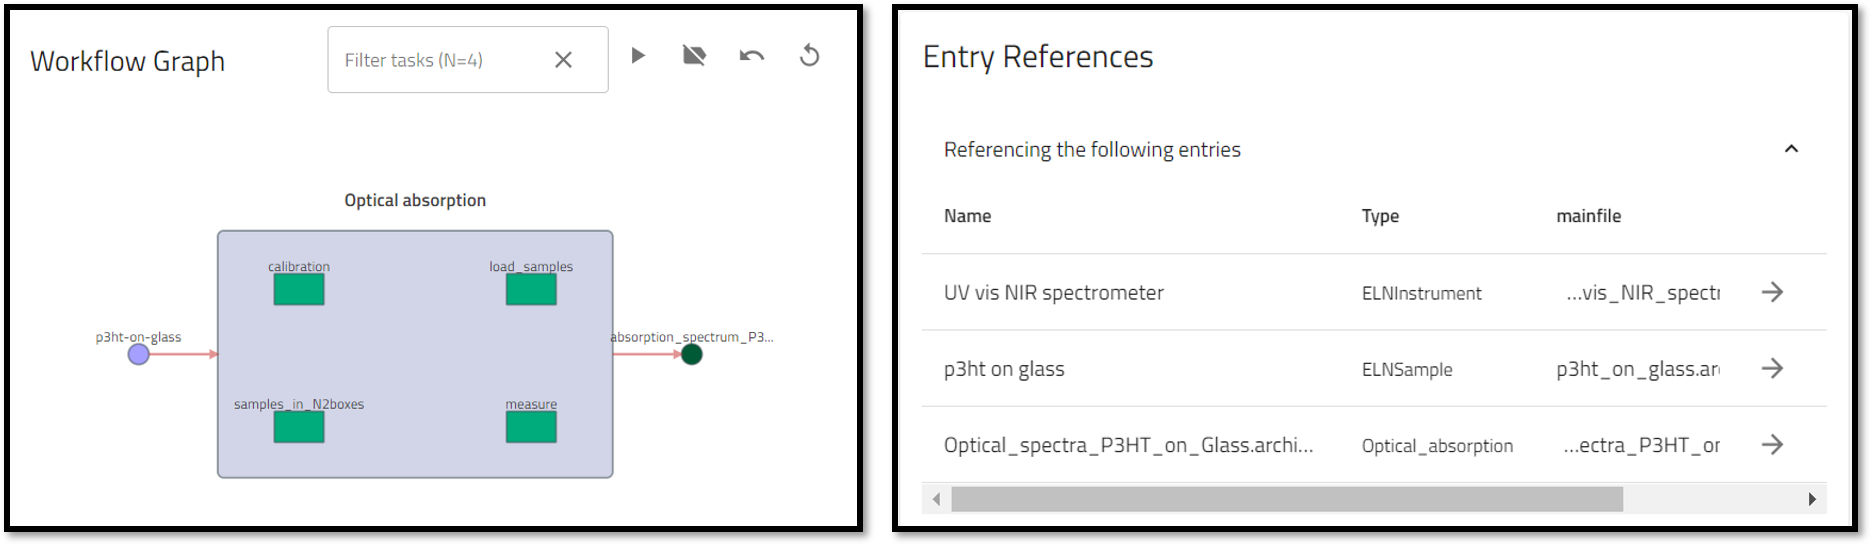 Workflow Graph
Filter tasks (N=4)
Optical absorption
calibration
load_samples
p3ht-on-glass
absorption_spectrum_P3...
samples_in_N2boxes
measure
Entry References
Referencing the following entries
Name Type mainfile
UV vis NIR spectrometer ELNInstrument ...vis_NIR_spectr
p3ht on glass ELNSample p3ht_on_glass.ar
Optical_spectra_P3HT_on_Glass.archi... Optical_absorption ...ectra_P3HT_or